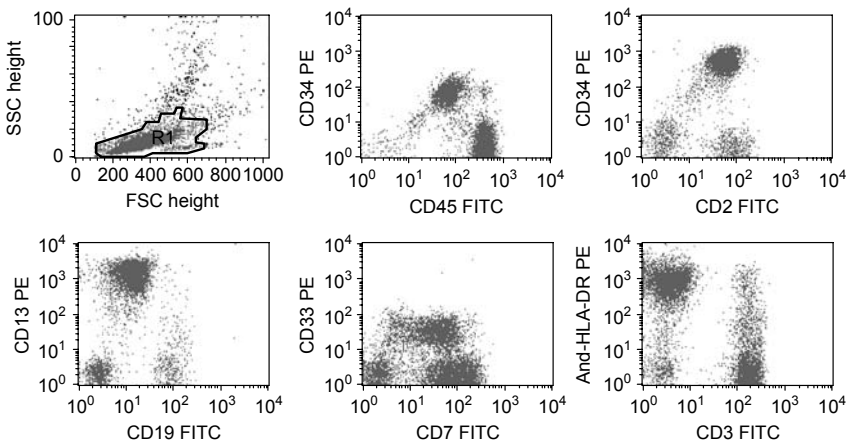 100
SSC height
R1
0
0 200 400 600 800 1000
FSC height
10⁴
10³
CD34 PE
10²
10¹
10⁰
10⁰ 10¹ 10² 10³ 10⁴
CD45 FITC
10⁴
10³
CD34 PE
10²
10¹
10⁰
10⁰ 10¹ 10² 10³ 10⁴
CD2 FITC
10⁴
10³
CD13 PE
10²
10¹
10⁰
10⁰ 10¹ 10² 10³ 10⁴
CD19 FITC
10⁴
10³
CD33 PE
10²
10¹
10⁰
10⁰ 10¹ 10² 10³ 10⁴
CD7 FITC
10⁴
10³
And-HLA-DR PE
10²
10¹
10⁰
10⁰ 10¹ 10² 10³ 10⁴
CD3 FITC